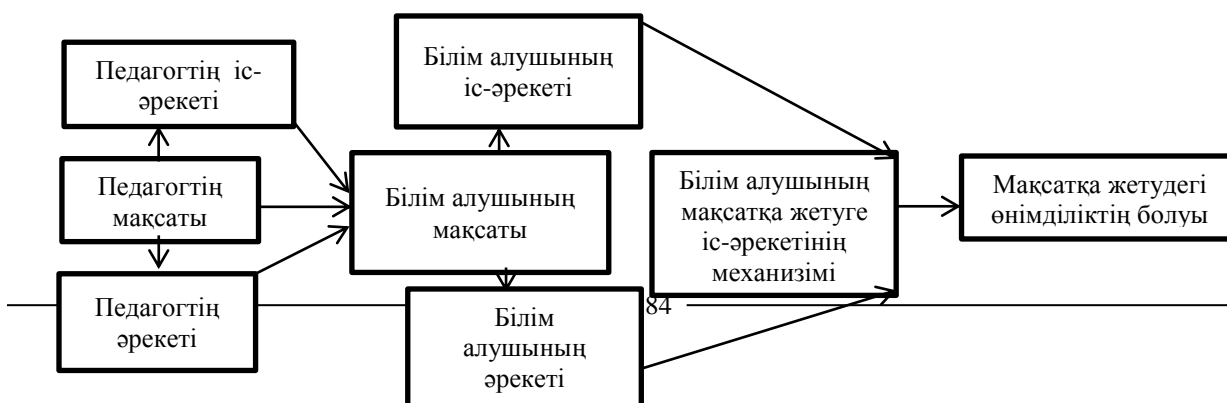 Педагогтің іс-
әрекеті
Білім алушының
іс-әрекеті
Педагогтің
мақсаты
Білім алушының
мақсаты
Білім алушының
мақсатқа жетуге
іс-әрекетінің
механизімі
Мақсатқа жетудегі
өнімділіктің болуы
Педагогтің
әрекеті
Білім
алушының
әрекеті
84